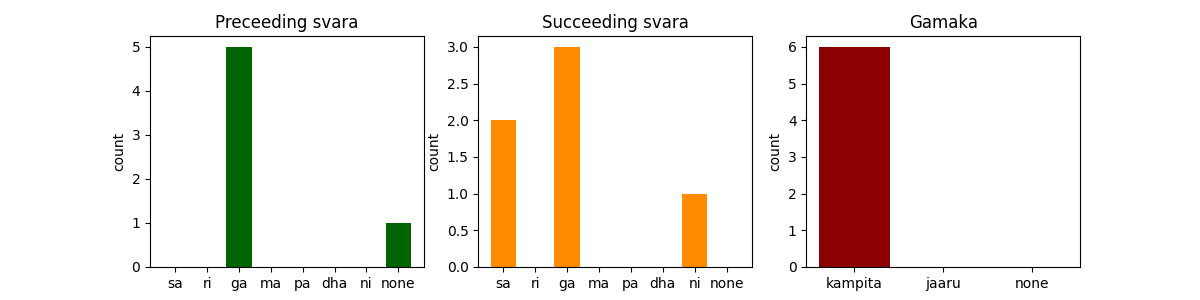 Preceeding svara
count
5
4
3
2
1
0
sa ri ga ma pa dha ni none
Succeeding svara
count
3.0
2.5
2.0
1.5
1.0
0.5
0.0
sa ri ga ma pa dha ni none
Gamaka
count
6
5
4
3
2
1
0
kampita jaaru none